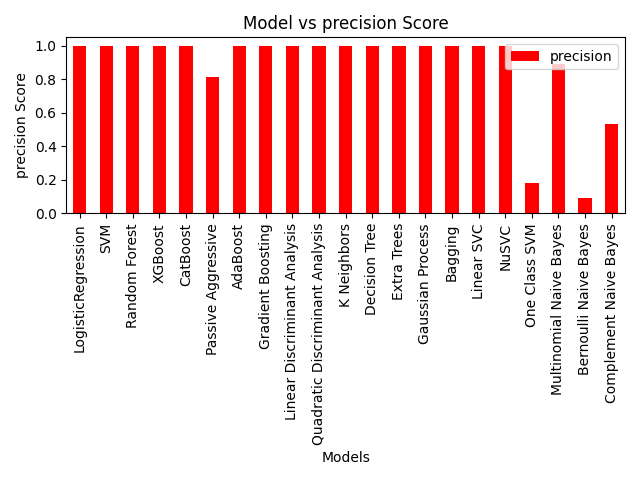 Model vs precision Score
precision
precision Score
1.0
0.8
0.6
0.4
0.2
0.0
LogisticRegression
SVM
Random Forest
XGBoost
CatBoost
Passive Aggressive
AdaBoost
Gradient Boosting
Linear Discriminant Analysis
Quadratic Discriminant Analysis
K Neighbors
Decision Tree
Extra Trees
Gaussian Process
Bagging
Linear SVC
NuSVC
One Class SVM
Multinomial Naive Bayes
Bernoulli Naive Bayes
Complement Naive Bayes
Models